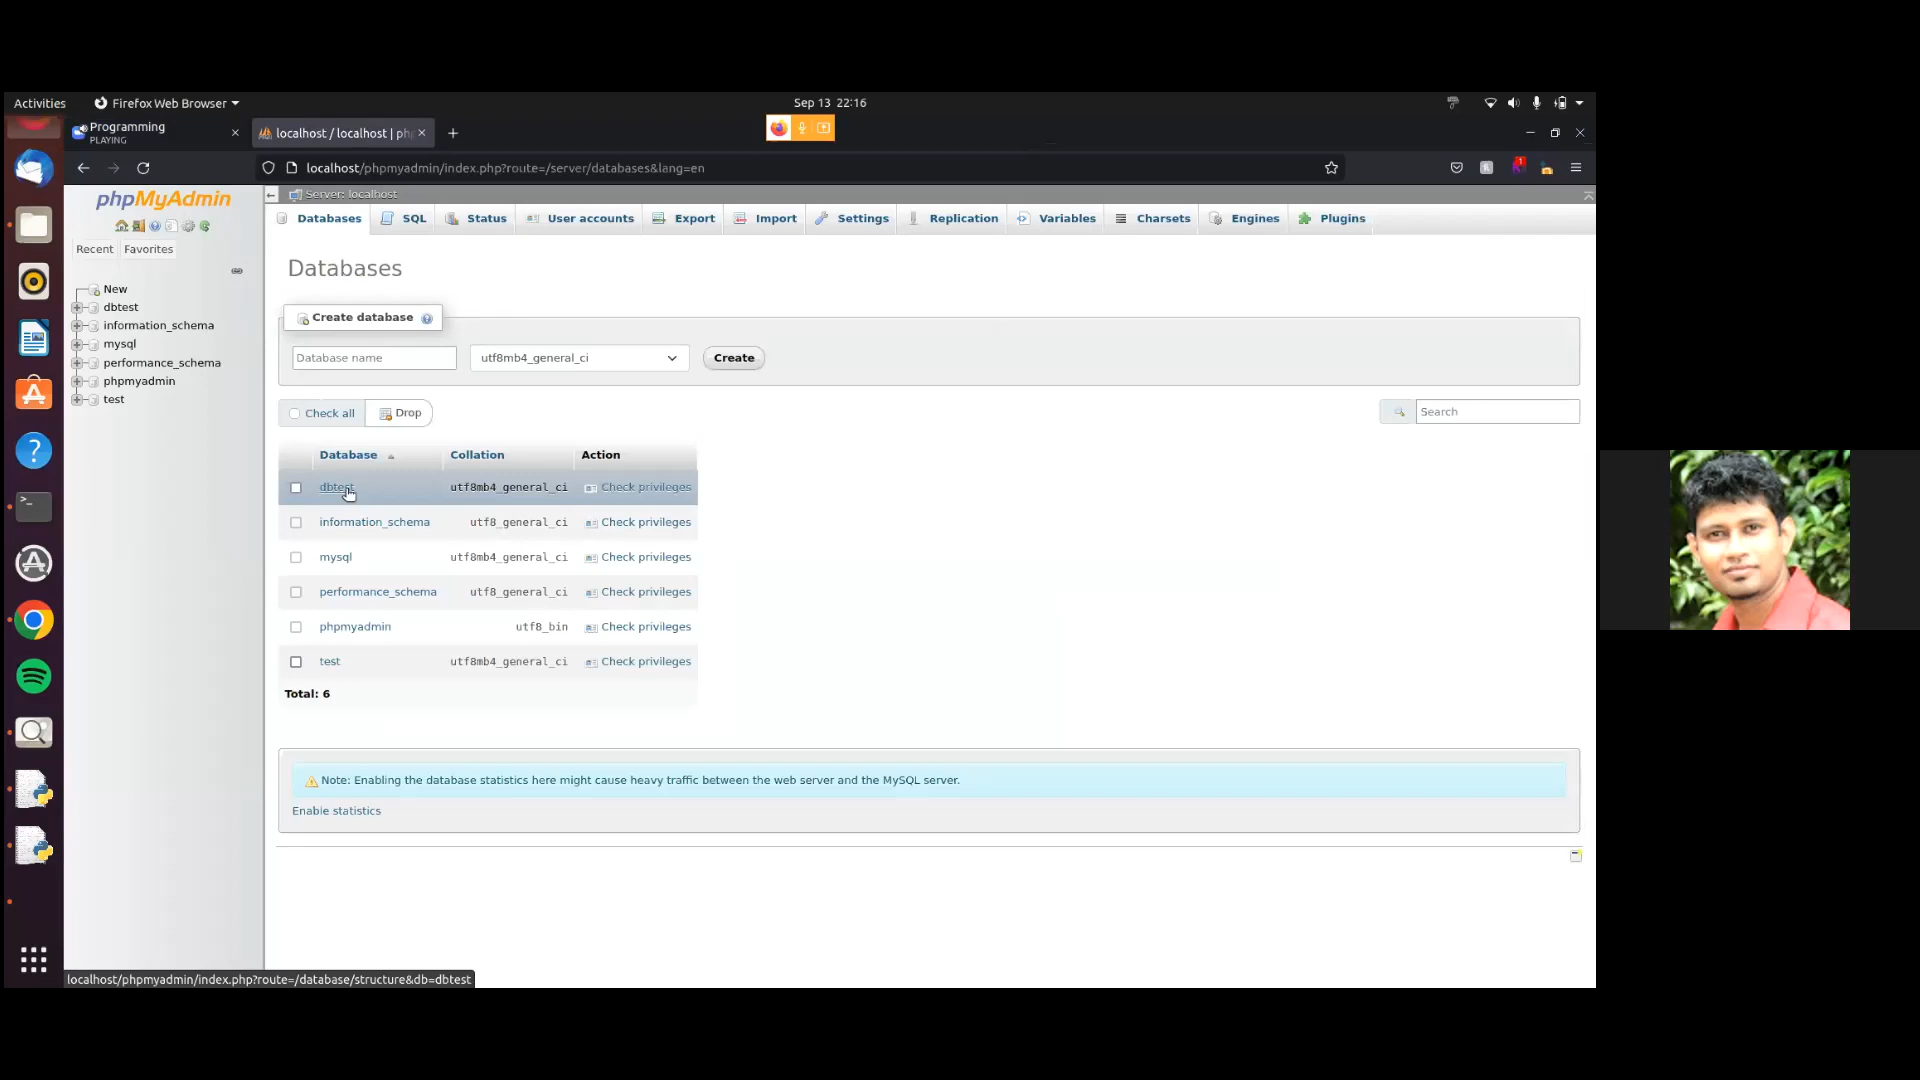 Activities
Firefox Web Browser
Sep 13 22:16
Programming
PLAYING
localhost / localhost | ph
localhost/phpmyadmin/index.php?route=/server/databases&lang=en
1
phpMyAdmin
Recent
Favorites
New
dbtest
information_schema
mysql
performance_schema
phpmyadmin
test
Server: localhost
Databases
SQL
Status
User accounts
Export
Import
Settings
Replication
Variables
Charsets
Engines
Plugins
Databases
Create database
Database name
utf8mb4_general_ci
Create
Check all
Drop
Search
Database Collation Action
dbtest utf8mb4_general_ci Check privileges
information_schema utf8_general_ci Check privileges
mysql utf8mb4_general_ci Check privileges
performance_schema utf8_general_ci Check privileges
phpmyadmin utf8_bin Check privileges
test utf8mb4_general_ci Check privileges
Total: 6
Note: Enabling the database statistics here might cause heavy traffic between the web server and the MySQL server.
Enable statistics
localhost/phpmyadmin/index.php?route=/database/structure&db=dbtest